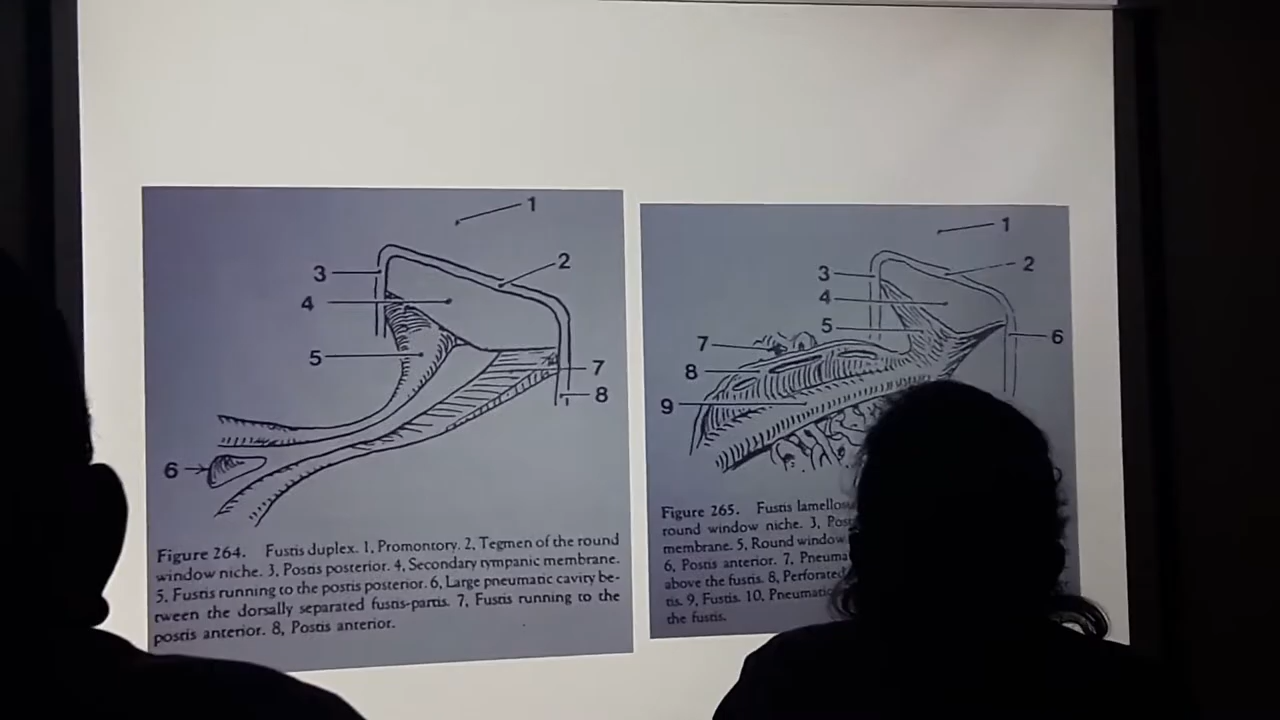 1
2
3
4
5
6
7
8
Figure 264. Fustis duplex. 1, Promontory. 2, Tegmen of the round
window niche. 3, Postis posterior. 4, Secondary tympanic membrane.
5, Fustis running to the postis posterior. 6, Large pneumatic cavity be-
tween the dorsally separated fustis-partis. 7, Fustis running to the
postis anterior. 8, Postis anterior.
1
2
3
4
5
6
7
8
9
Figure 265. Fustis
round window niche. 3,
membrane. 5, Round window
6, Postis anterior. 7,
above the fustis. 8,
tis. 9, Fustis. 10,
the fustis.